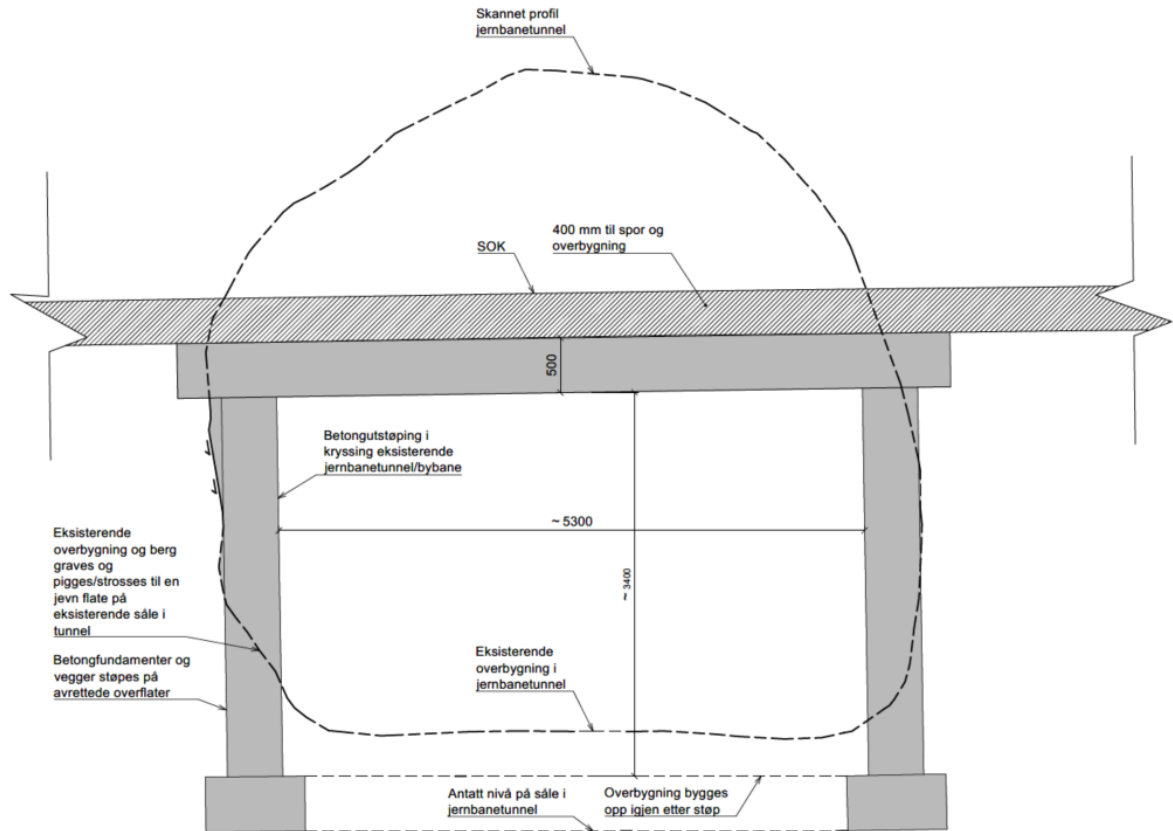 Skannet profil
jernbanetunnel
400 mm til spor og
overbygning
SOK
500
Betongutstøping i
kryssing eksisterende
jernbanetunnel/bybane
~ 5300
~ 3400
Eksisterende
overbygning og berg
graves og
pigges/strosses til en
jevn flate på
eksisterende såle i
tunnel
Betongfundamenter og
vegger støpes på
avrettede overflater
Eksisterende
overbygning i
jernbanetunnel
Antatt nivå på såle i
jernbanetunnel
Overbygning bygges
opp igjen etter støp